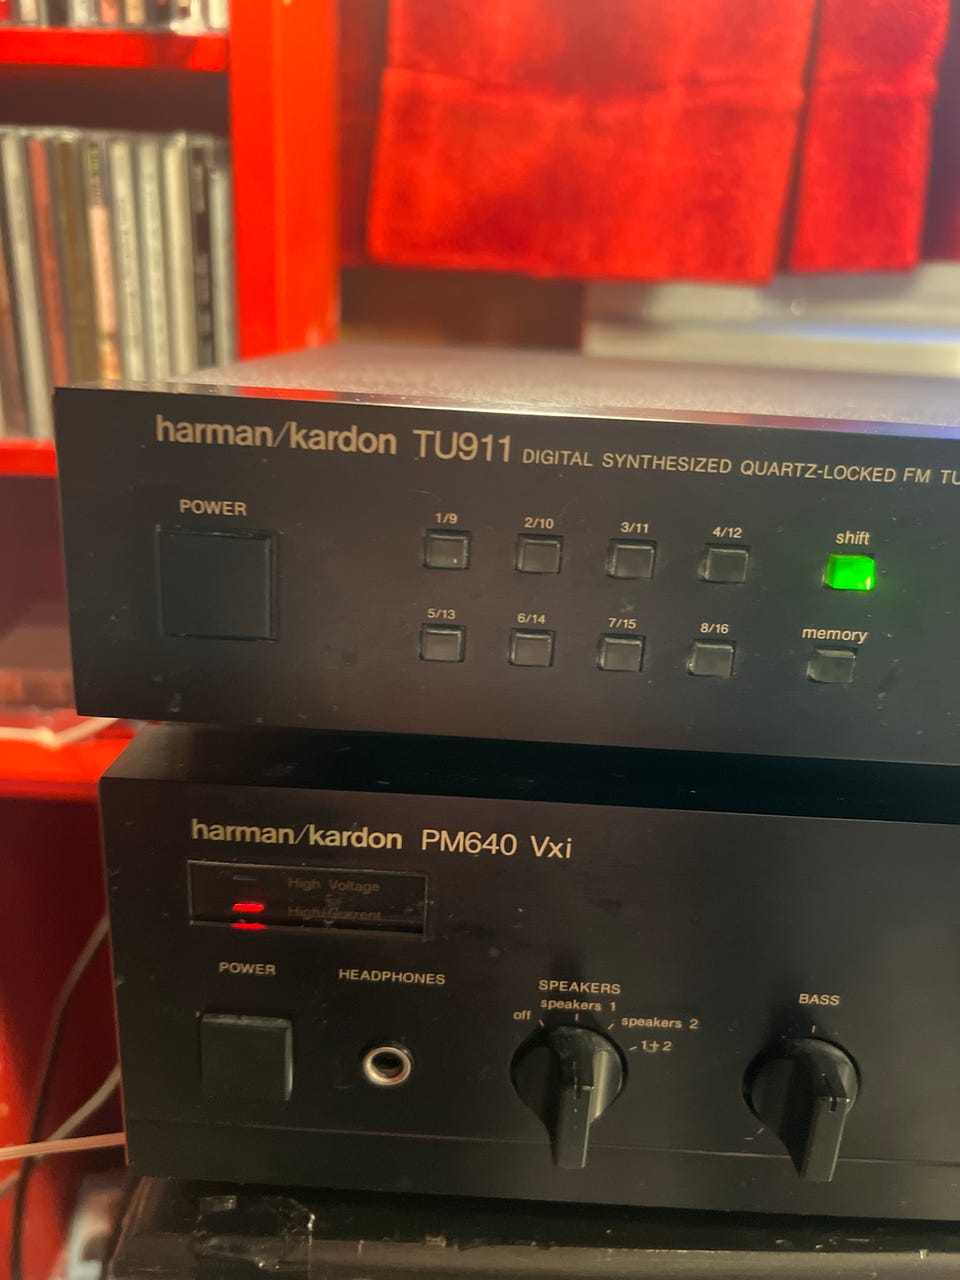 harman/kardon TU911 DIGITAL SYNTHESIZED QUARTZ-LOCKED FM TU
POWER
1/9 2/10 3/11 4/12 shift
5/13 6/14 7/15 8/16 memory
harman/kardon PM640 Vxi
High Voltage
High Current
POWER HEADPHONES SPEAKERS BASS
speakers 1
off speakers 2
1+2